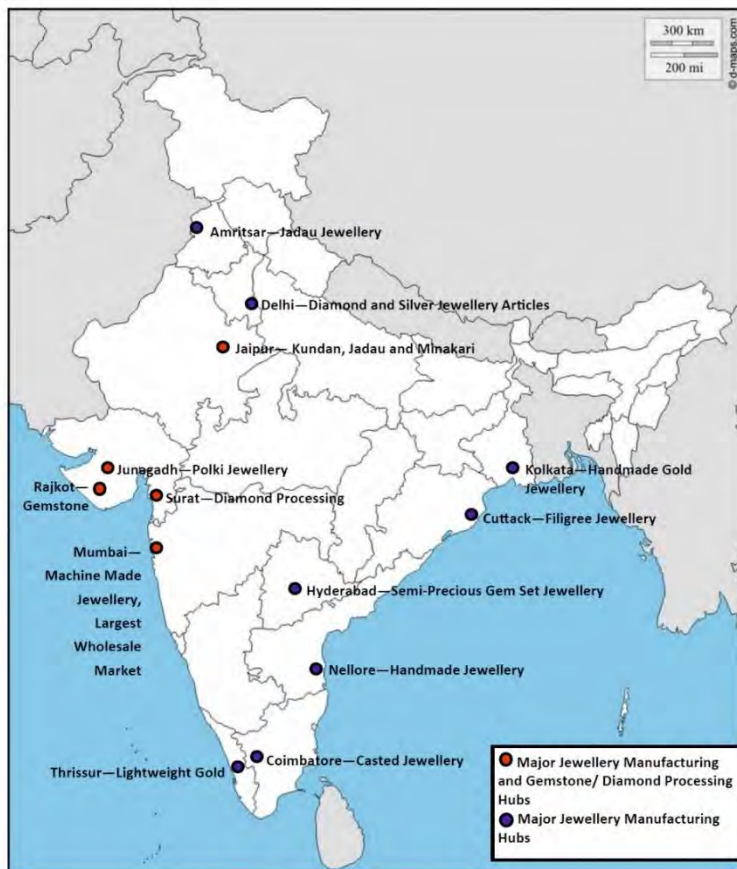 300 km
200 mi
© d-maps.com
Amritsar—Jadau Jewellery
Delhi—Diamond and Silver Jewellery Articles
Jaipur— Kundan, Jadau and Minakari
Junagadh—Polki Jewellery
Rajkot—
Gemstone
Surat—Diamond Processing
Kolkata—Handmade Gold
Jewellery
Cuttack—Filigree Jewellery
Mumbai—
Machine Made
Jewellery,
Largest
Wholesale
Market
Hyderabad—Semi-Precious Gem Set Jewellery
Nellore—Handmade Jewellery
Coimbatore—Casted Jewellery
Thrissur—Lightweight Gold
Major Jewellery Manufacturing
and Gemstone/ Diamond Processing
Hubs
Major Jewellery Manufacturing
Hubs